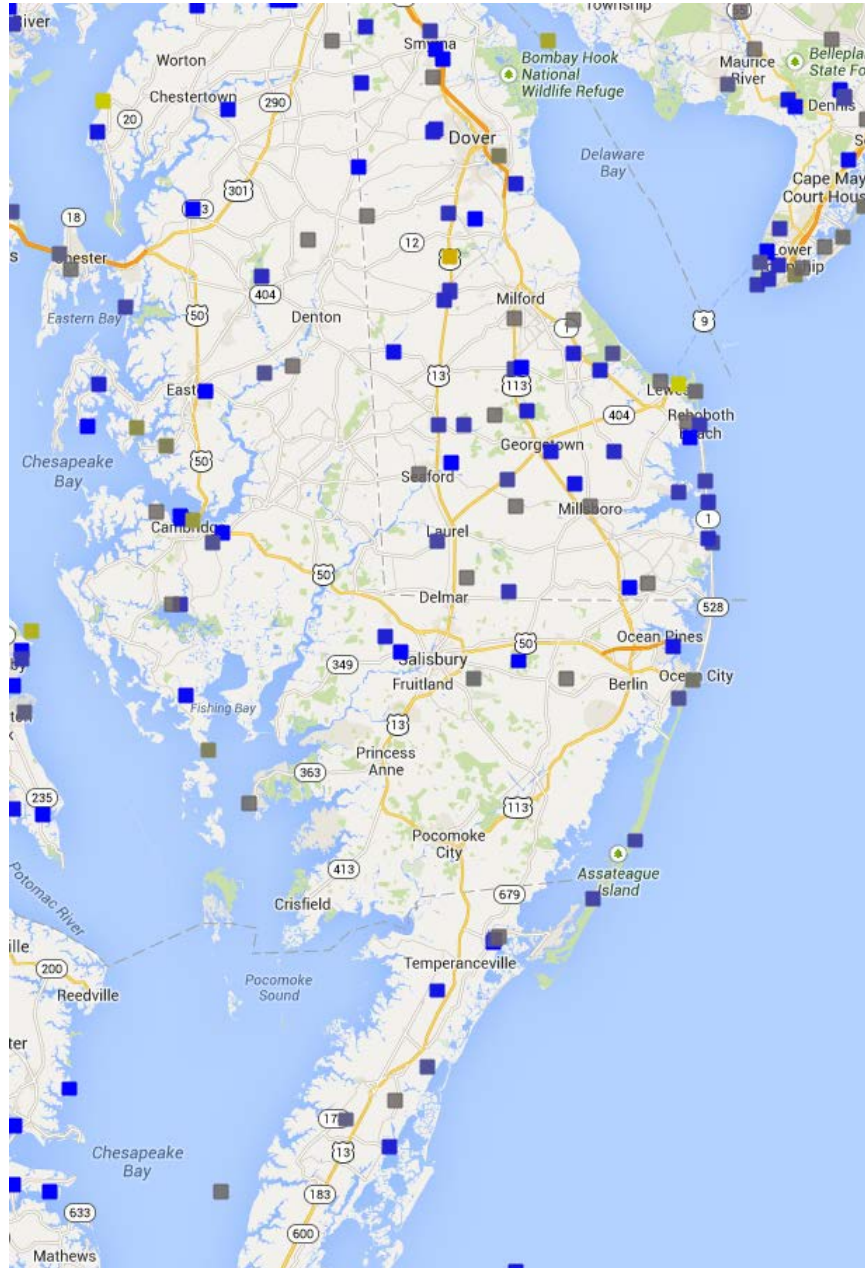 River
Worton
Smyrna
Bombay Hook
National
Wildlife Refuge
Township
55
Maurice
River
Belleplai
State Fo
Chestertown
290
20
Dennis
Dover
Delaware
Bay
Cape May
Court Hous
301
18
12
Lower
404
Milford
9
Eastern Bay
50
Denton
1
13
113
Lewes
404
Rehoboth
Beach
Chesapeake
Bay
50
Georgetown
Seaford
Millsboro
Cambridge
Laurel
1
50
Delmar
528
Ocean Pines
50
349
Salisbury
Fruitland
Berlin
Ocean City
Fishing Bay
13
Princess
Anne
363
235
113
Pocomoke
City
413
Assateague
Island
Potomac River
679
Crisfield
ille
Temperanceville
200
Pocomoke
Sound
Reedville
ter
Chesapeake
Bay
13
183
633
600
Mathews